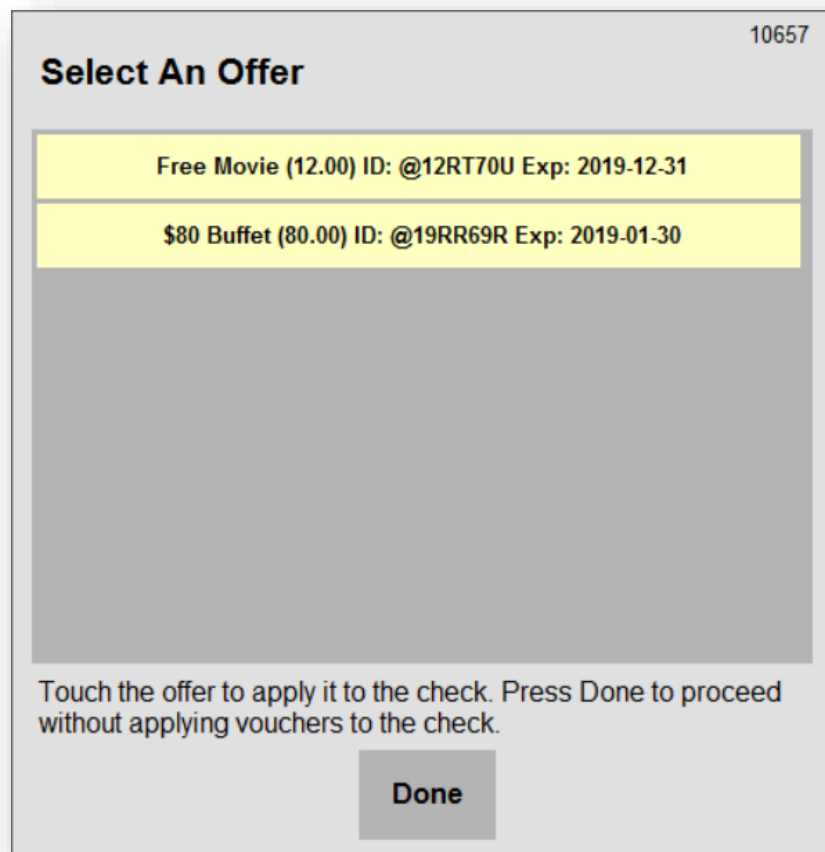 10657
Select An Offer
Free Movie (12.00) ID: @12RT70U Exp: 2019-12-31
$80 Buffet (80.00) ID: @19RR69R Exp: 2019-01-30
Touch the offer to apply it to the check. Press Done to proceed
without applying vouchers to the check.
Done